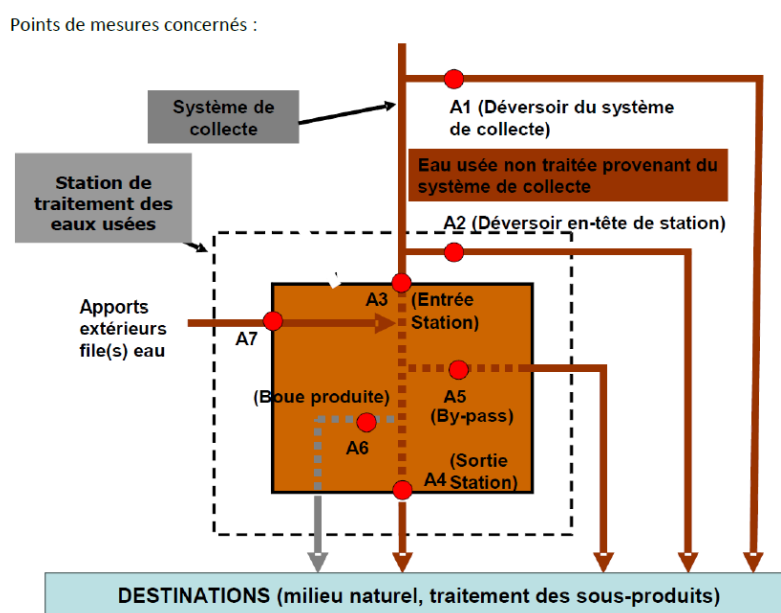 Points de mesures concernés :
Système de
collecte
A1 (Déversoir du système
de collecte)
Eau usée non traitée provenant du
système de collecte
Station de
traitement des
eaux usées
A2 (Déversoir en-tête de station)
A3 (Entrée
Station)
Apports
extérieurs
file(s) eau
A7
(Boue produite)
A5
(By-pass)
A6
A4 (Sortie
Station)
DESTINATIONS (milieu naturel, traitement des sous-produits)